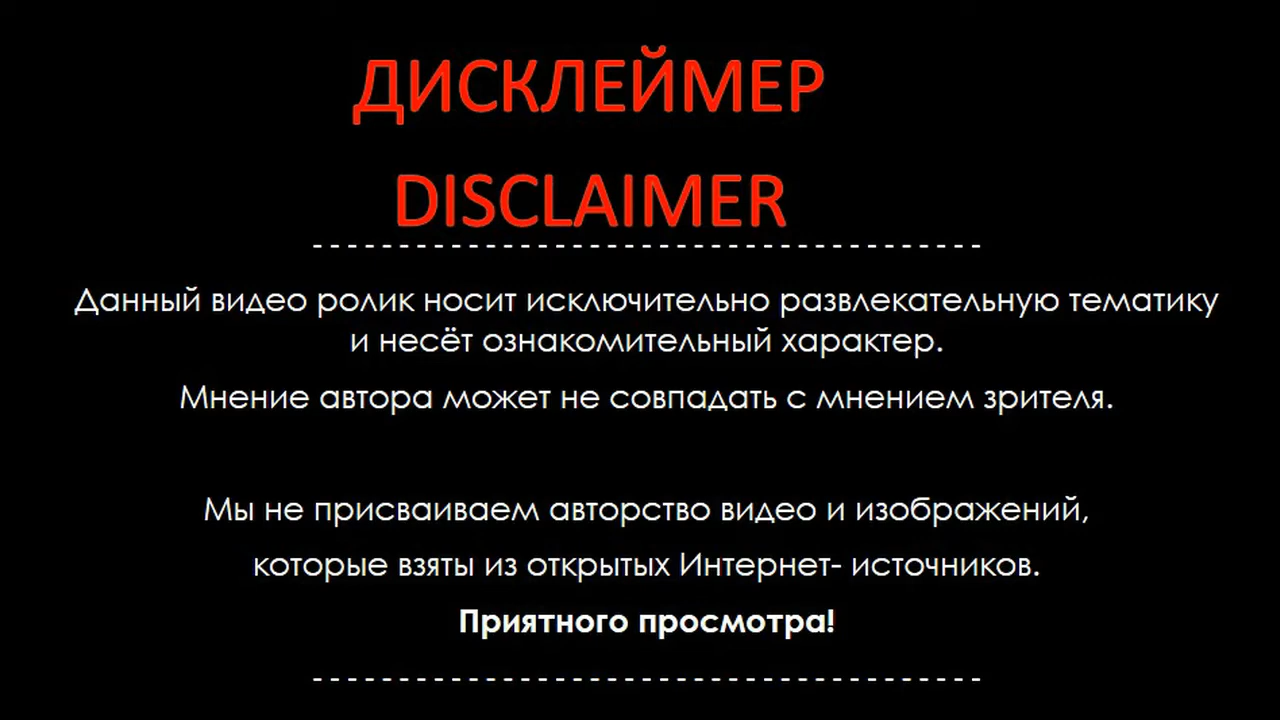 ДИСКЛЕЙМЕР
DISCLAIMER
- - - - - - - - - - - - - - - - - - - - - - - - - - - - - - - - - - - - - - -
Данный видео ролик носит исключительно развлекательную тематику
и несёт ознакомительный характер.
Мнение автора может не совпадать с мнением зрителя.
Мы не присваиваем авторство видео и изображений,
которые взяты из открытых Интернет- источников.
Приятного просмотра!
- - - - - - - - - - - - - - - - - - - - - - - - - - - - - - - - - - - - - - -